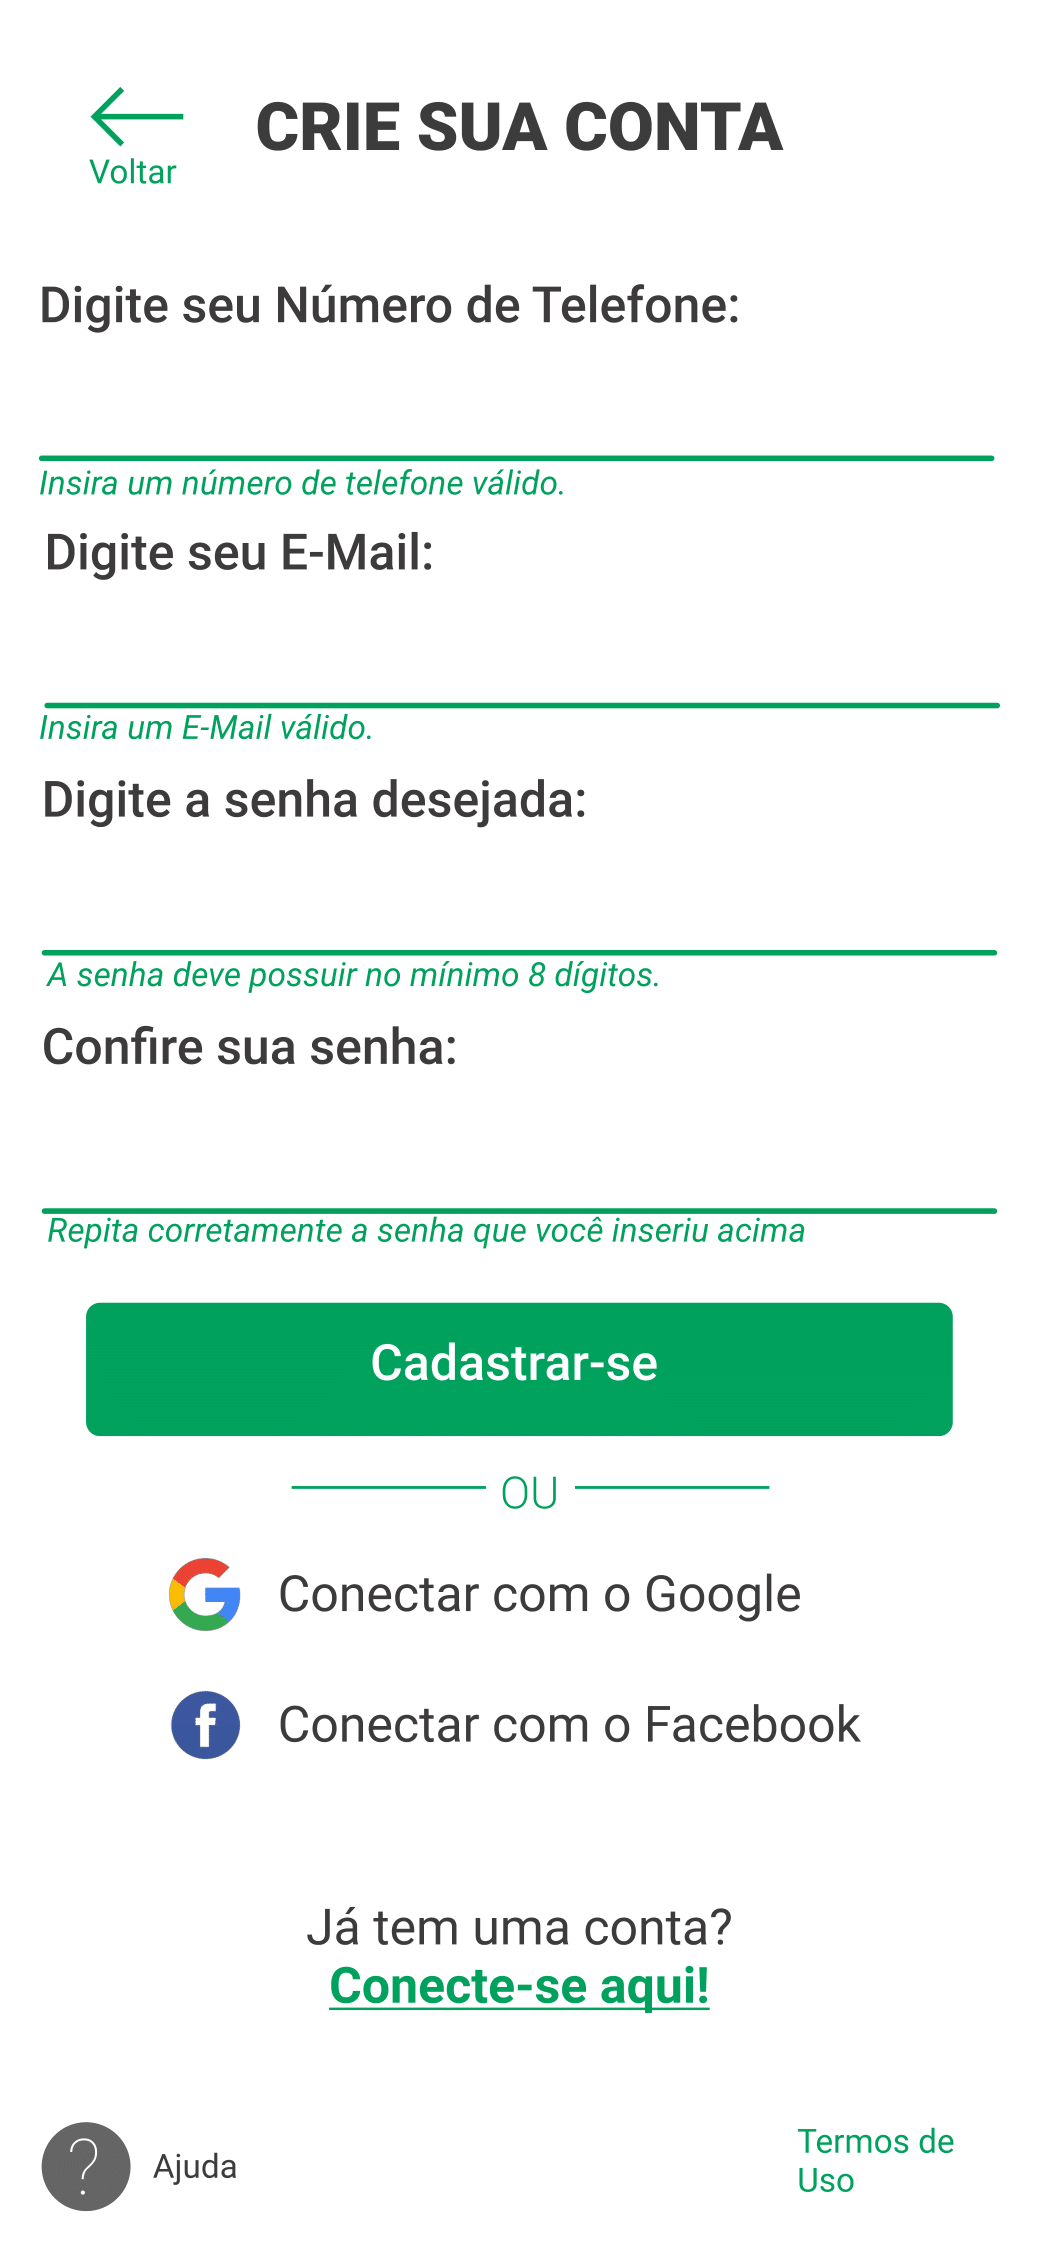 CRIE SUA CONTA
Voltar
Digite seu Número de Telefone:
Insira um número de telefone válido.
Digite seu E-Mail:
Insira um E-Mail válido.
Digite a senha desejada:
A senha deve possuir no mínimo 8 dígitos.
Confire sua senha:
Repita corretamente a senha que você inseriu acima
Cadastrar-se
OU
Conectar com o Google
Conectar com o Facebook
Já tem uma conta?
Conecte-se aqui!
? Ajuda
Termos de
Uso